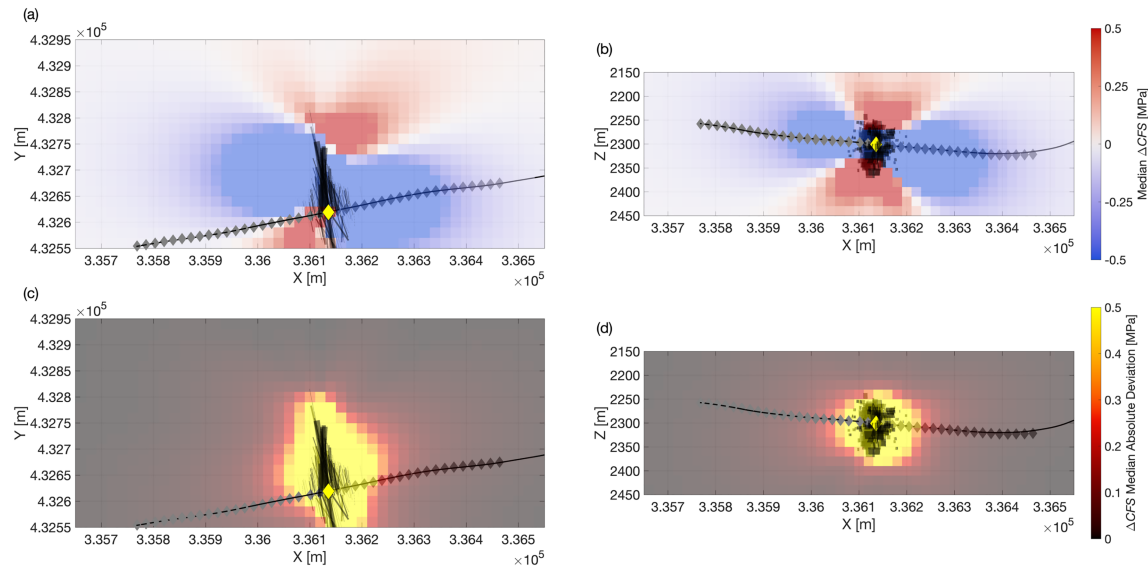 (a)
×10⁵
4.3295
4.329
4.3285
4.328
4.3275
4.327
4.3265
4.326
4.3255
Y [m]
3.357 3.358 3.359 3.36 3.361 3.362 3.363 3.364 3.365
X [m]
×10⁵
(b)
2150
2200
2250
2300
2350
2400
2450
Z [m]
3.357 3.358 3.359 3.36 3.361 3.362 3.363 3.364 3.365
X [m]
×10⁵
0.5
0.25
0
-0.25
-0.5
Median ΔCFS [MPa]
(c)
×10⁵
4.3295
4.329
4.3285
4.328
4.3275
4.327
4.3265
4.326
4.3255
Y [m]
3.357 3.358 3.359 3.36 3.361 3.362 3.363 3.364 3.365
X [m]
×10⁵
(d)
2150
2200
2250
2300
2350
2400
2450
Z [m]
3.357 3.358 3.359 3.36 3.361 3.362 3.363 3.364 3.365
X [m]
×10⁵
0.5
0.4
0.3
0.2
0.1
0
ΔCFS Median Absolute Deviation [MPa]